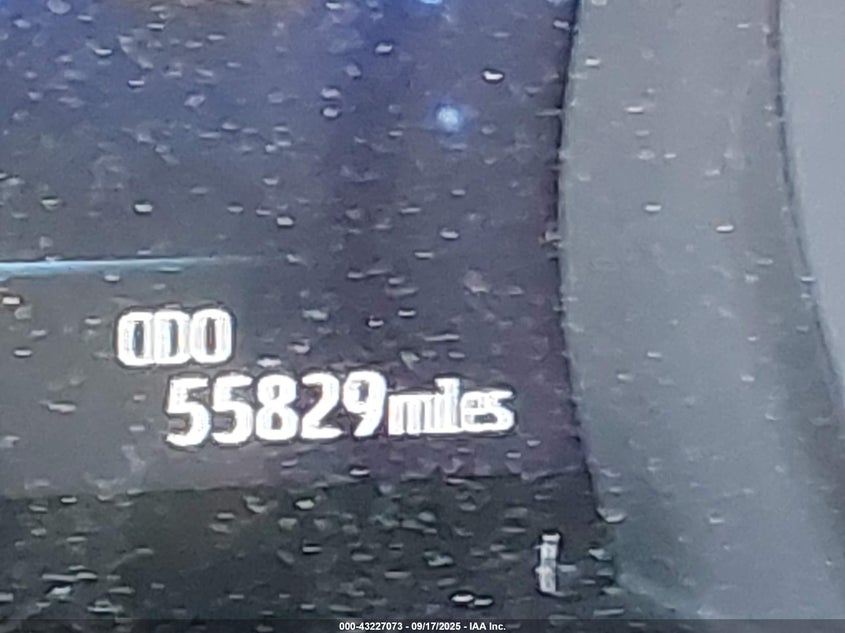 ODO
55829miles
000-43227073 - 09/17/2025 - IAA Inc.